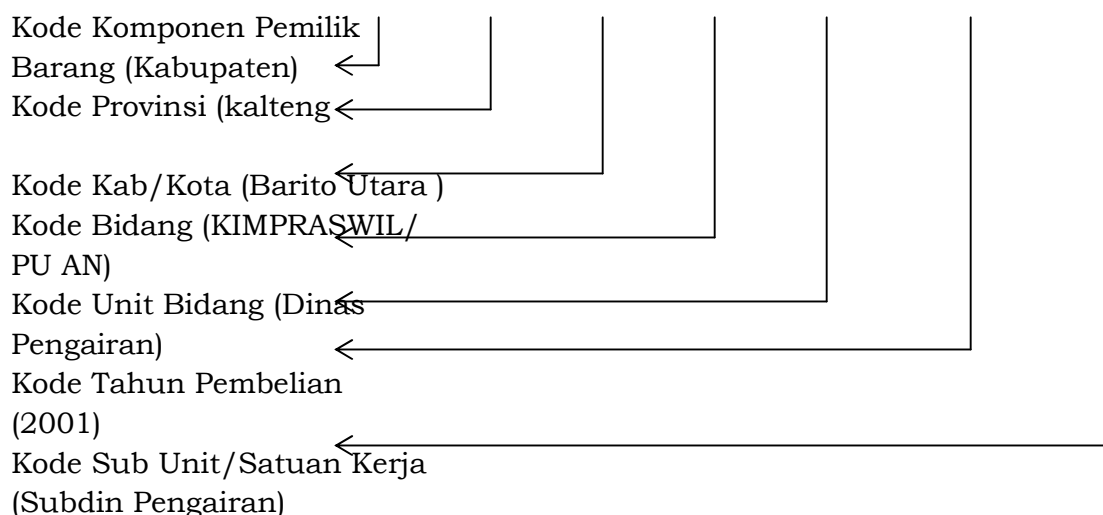 Kode Komponen Pemilik
Barang (Kabupaten)
Kode Provinsi (kalteng
Kode Kab/Kota (Barito Utara )
Kode Bidang (KIMPRASWIL/
PU AN)
Kode Unit Bidang (Dinas
Pengairan)
Kode Tahun Pembelian
(2001)
Kode Sub Unit/Satuan Kerja
(Subdin Pengairan)